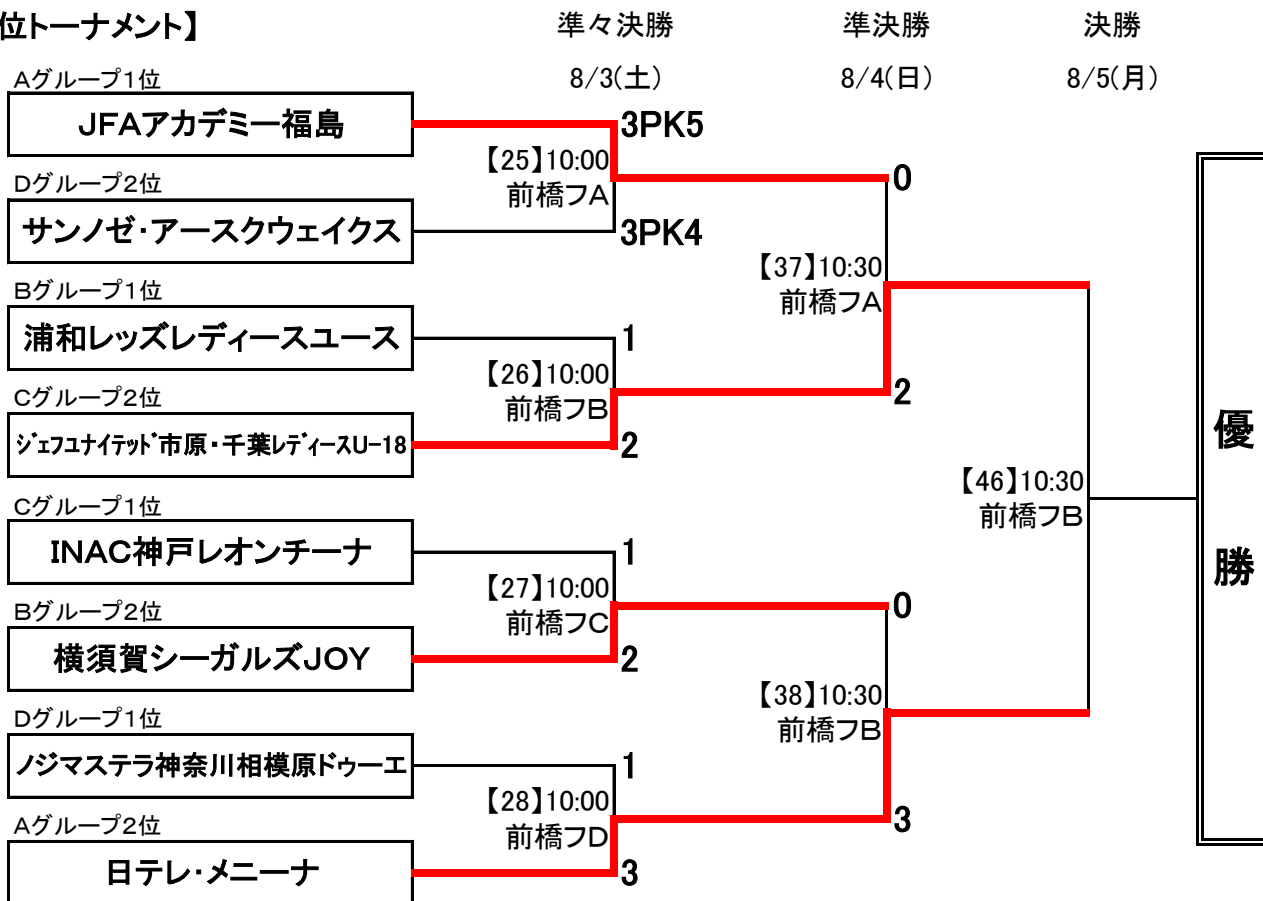 位トーナメント】
準々決勝 準決勝 決勝
8/3(土) 8/4(日) 8/5(月)
Aグループ1位
JFAアカデミー福島
3PK5
【25】10:00
前橋フA
0
Dグループ2位
サンノゼ・アースクウェイクス
3PK4
【37】10:30
前橋フA
Bグループ1位
浦和レッズレディースユース
1
【26】10:00
前橋フB
2
Cグループ2位
ジェフユナイテッド市原・千葉レディースU-18
2
優
勝
【46】10:30
前橋フB
Cグループ1位
INAC神戸レオンチーナ
1
【27】10:00
前橋フC
0
Bグループ2位
横須賀シーガルズJOY
2
【38】10:30
前橋フB
Dグループ1位
ノジマステラ神奈川相模原ドゥーエ
1
【28】10:00
前橋フD
3
Aグループ2位
日テレ・メニーナ
3